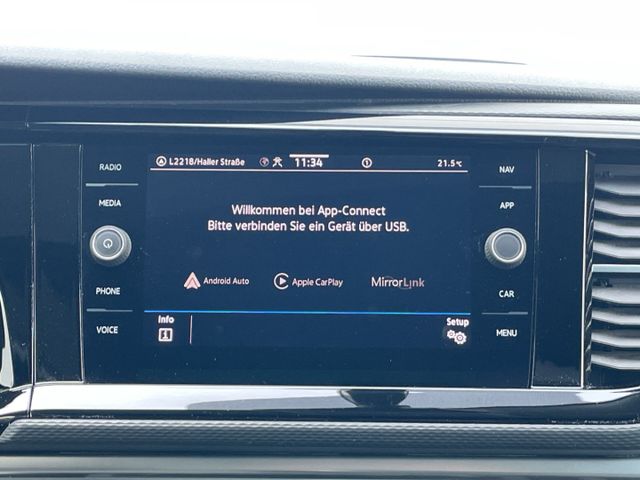 RADIO
MEDIA
PHONE
VOICE
L2218/Haller Straße 11:34 21.5°C
Willkommen bei App-Connect
Bitte verbinden Sie ein Gerät über USB.
Android Auto Apple CarPlay MirrorLink
Info Setup
NAV
APP
CAR
MENU